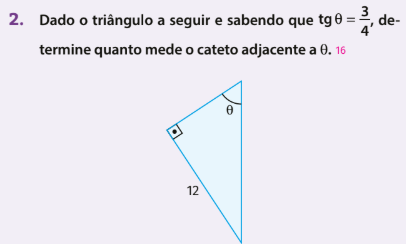 2. Dado o triângulo a seguir e sabendo que tg θ = 3/4, de-
termine quanto mede o cateto adjacente a θ. 16
θ
12